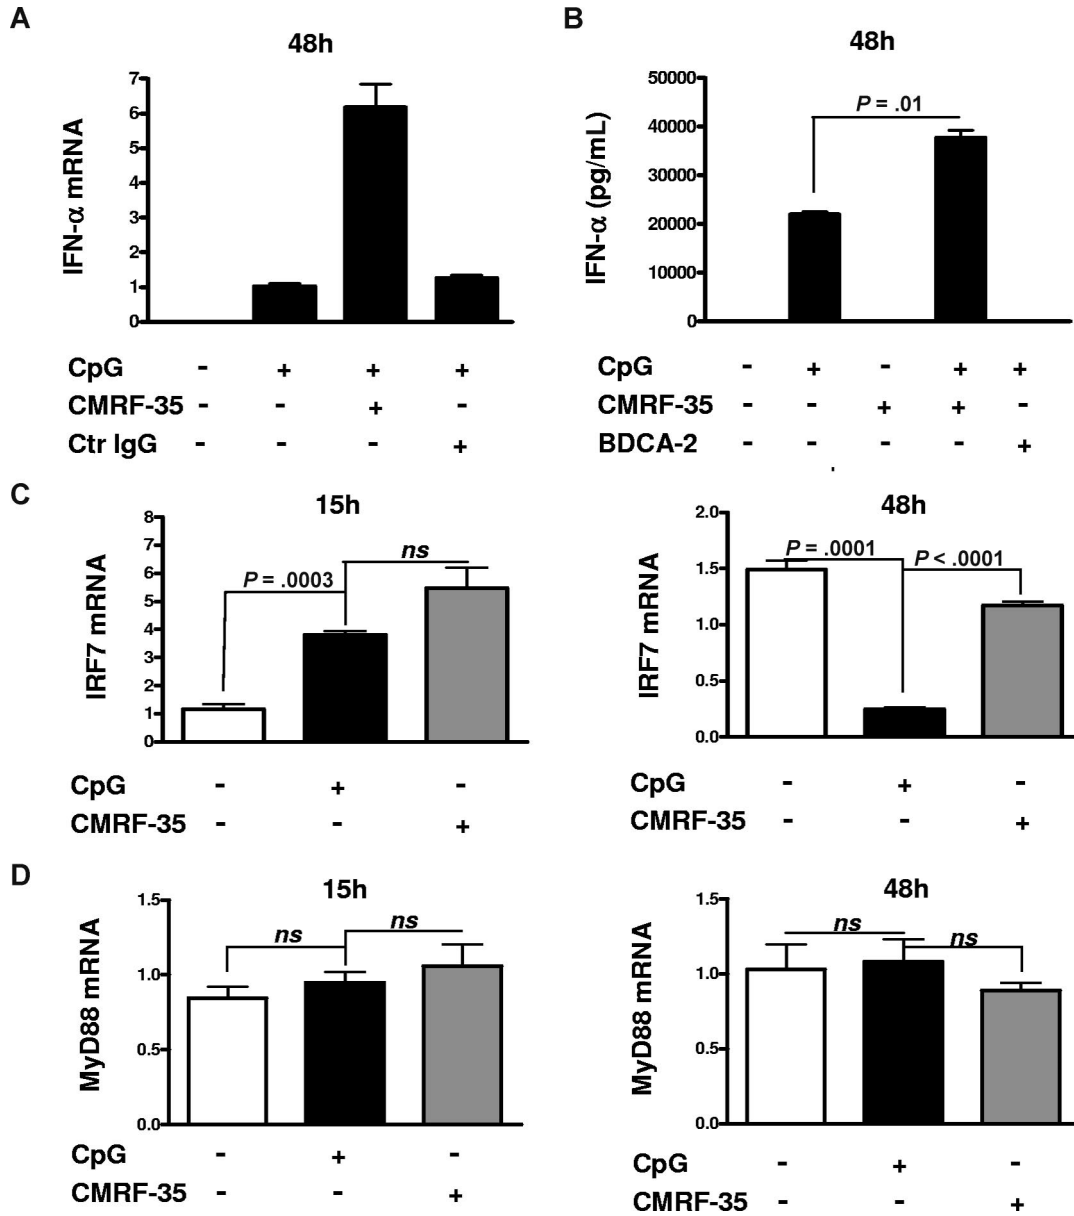 A
48h
IFN-α mRNA
7
6
5
4
3
2
1
0
CpG - + + +
CMRF-35 - - + -
Ctr IgG - - - +
B
48h
IFN-α (pg/mL)
50000
40000
30000
20000
10000
0
P = .01
CpG - + - + +
CMRF-35 - - + + -
BDCA-2 - - - - +
C
15h
IRF7 mRNA
8
7
6
5
4
3
2
1
0
P = .0003
ns
CpG - + -
CMRF-35 - - +
48h
IRF7 mRNA
2.0
1.5
1.0
0.5
0.0
P = .0001
P < .0001
CpG - + -
CMRF-35 - - +
D
15h
MyD88 mRNA
1.5
1.0
0.5
0.0
ns
ns
CpG - + -
CMRF-35 - - +
48h
MyD88 mRNA
1.5
1.0
0.5
0.0
ns
ns
CpG - + -
CMRF-35 - - +